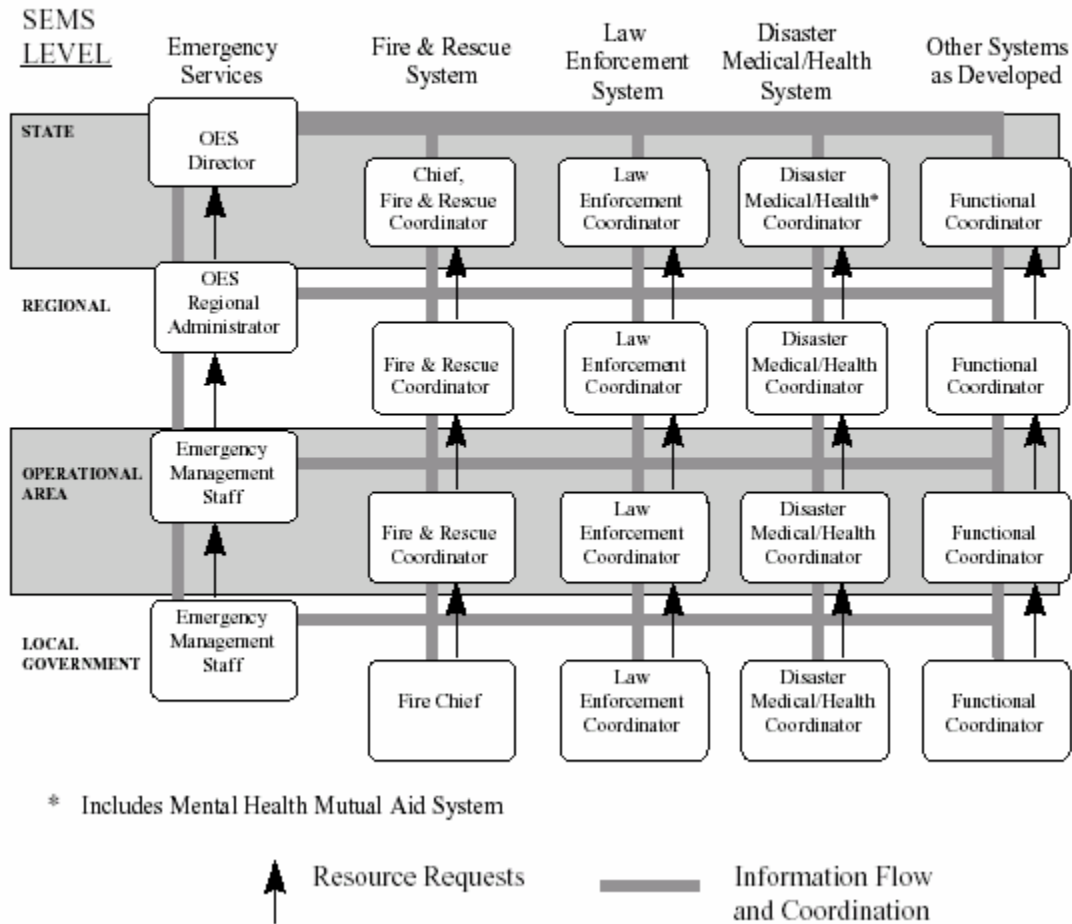 SEMS
LEVEL
Emergency
Services
Fire & Rescue
System
Law
Enforcement
System
Disaster
Medical/Health
System
Other Systems
as Developed
STATE
OES
Director
Chief,
Fire & Rescue
Coordinator
Law
Enforcement
Coordinator
Disaster
Medical/Health*
Coordinator
Functional
Coordinator
REGIONAL
OES
Regional
Administrator
Fire & Rescue
Coordinator
Law
Enforcement
Coordinator
Disaster
Medical/Health
Coordinator
Functional
Coordinator
OPERATIONAL
AREA
Emergency
Management
Staff
Fire & Rescue
Coordinator
Law
Enforcement
Coordinator
Disaster
Medical/Health
Coordinator
Functional
Coordinator
LOCAL
GOVERNMENT
Emergency
Management
Staff
Fire Chief
Law
Enforcement
Coordinator
Disaster
Medical/Health
Coordinator
Functional
Coordinator
* Includes Mental Health Mutual Aid System
Resource Requests
Information Flow
and Coordination